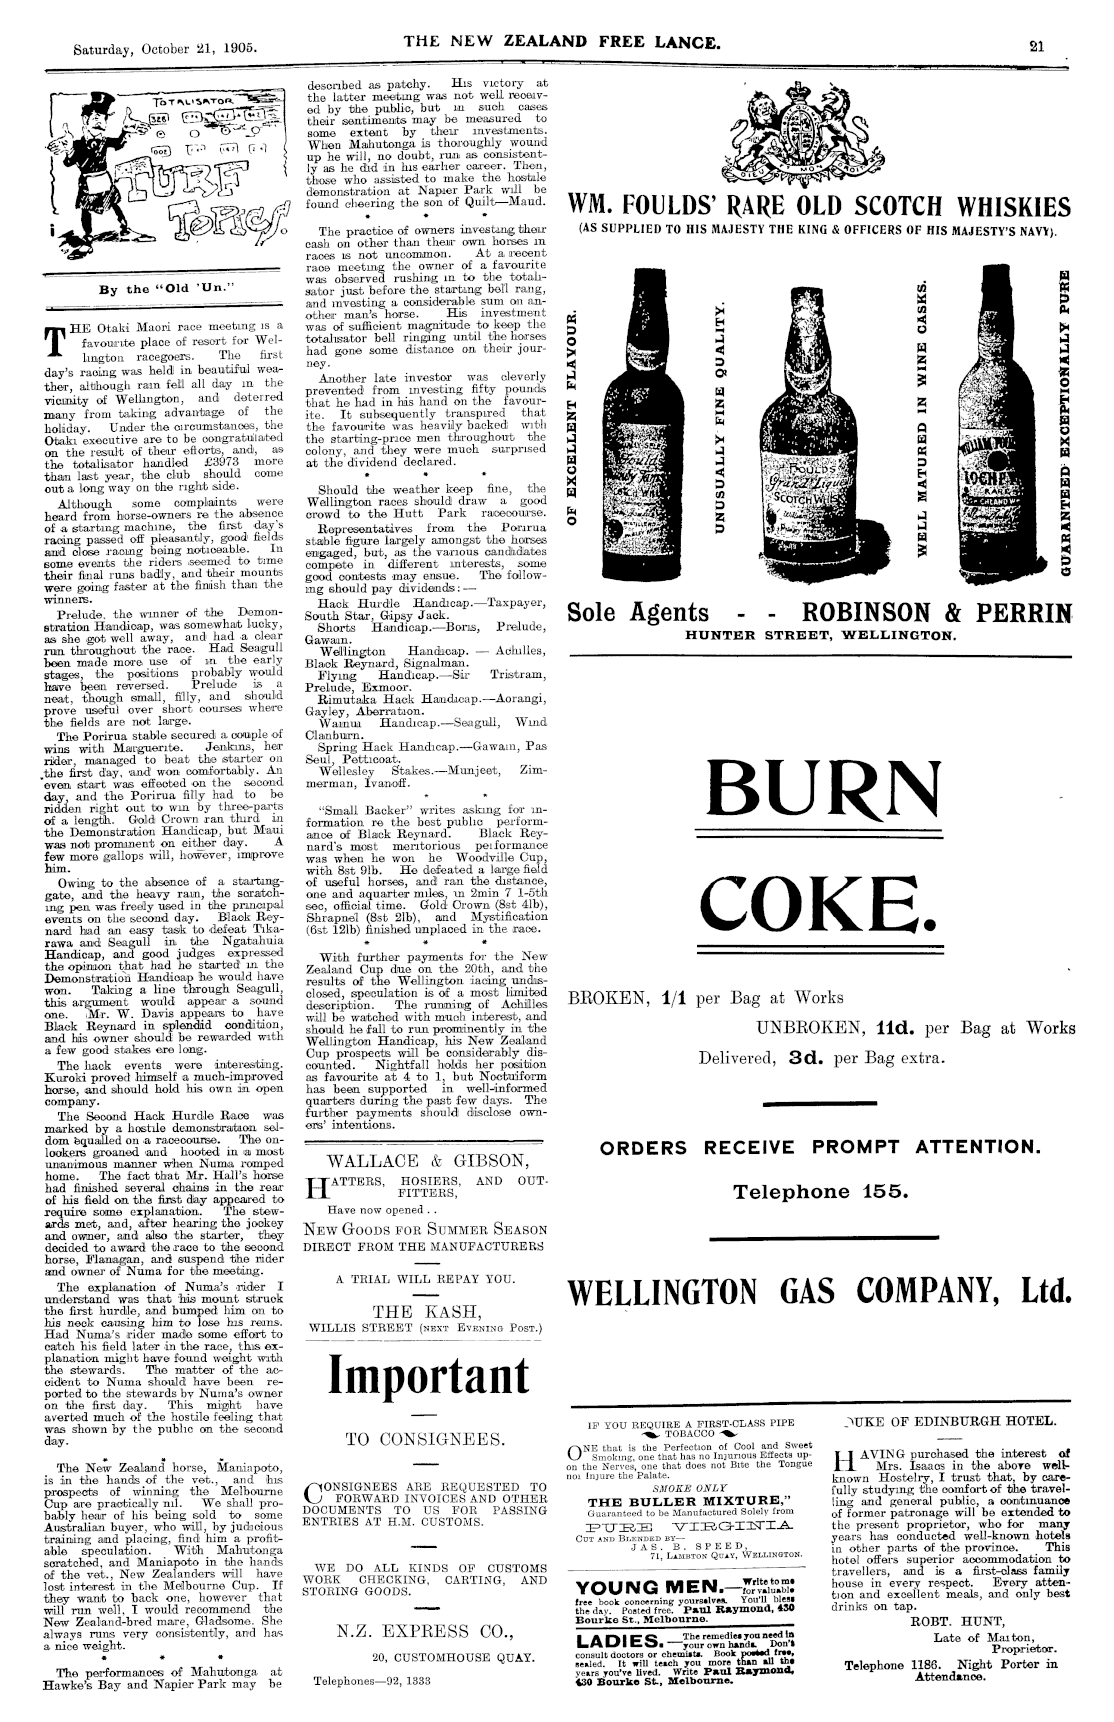 Saturday, October 21, 1905.
THE NEW ZEALAND FREE LANCE.
21
TOTALISATOR
TURF
TOPICS.
By the "Old 'Un."
THE Otaki Maori race meeting is a
favourite place of resort for Wel-
lington racegoers. The first
day's racing was held in beautiful wea-
ther, although rain fell all day in the
vicinity of Wellington, and deterred
many from taking advantage of the
holiday. Under the circumstances, the
Otaki executive are to be congratulated
on the result of their efforts, and, as
the totalisator handled £3973 more
than last year, the club should come
out a long way on the right side.
Although some complaints were
heard from horse-owners re the absence
of a starting machine, the first day's
racing passed off pleasantly, good fields
and close racing being noticeable. In
some events the riders seemed to time
their final runs badly, and their mounts
were going faster at the finish than the
winners.
Prelude, the winner of the Demon-
stration Handicap, was somewhat lucky,
as she got well away, and had a clear
run throughout the race. Had Seagull
been made more use of in the early
stages, the positions probably would
have been reversed. Prelude is a
neat, though small, filly, and should
prove useful over short courses where
the fields are not large.
The Porirua stable secured a couple of
wins with Marguerite. Jenkins, her
rider, managed to beat the starter on
the first day, and won comfortably. An
even start was effected on the second
day, and the Porirua filly had to be
ridden right out to win by three-parts
of a length. Gold Crown ran third in
the Demonstration Handicap, but Maui
was not prominent on either day. A
few more gallops will, however, improve
him.
Owing to the absence of a starting-
gate, and the heavy rain, the scratch-
ing pen was freely used in the principal
events on the second day. Black Rey-
nard had an easy task to defeat Tika-
rawa and Seagull in the Ngatahuia
Handicap, and good judges expressed
the opinion that had he started in the
Demonstration Handicap he would have
won. Taking a line through Seagull,
this argument would appear a sound
one. Mr. W. Davis appears to have
Black Reynard in splendid condition,
and his owner should be rewarded with
a few good stakes ere long.
The hack events were interesting.
Kuroki proved himself a much-improved
horse, and should hold his own in open
company.
The Second Hack Hurdle Race was
marked by a hostile demonstration sel-
dom equalled on a racecourse. The on-
lookers groaned and hooted in a most
unanimous manner when Numa romped
home. The fact that Mr. Hall's horse
had finished several chains in the rear
of his field on the first day appeared to
require some explanation. The stew-
ards met, and, after hearing the jockey
and owner, and also the starter, they
decided to award the race to the second
horse, Flanagan, and suspend the rider
and owner of Numa for the meeting.
The explanation of Numa's rider I
understand was that his mount struck
the first hurdle, and bumped him on to
his neck causing him to lose his reins.
Had Numa's rider made some effort to
catch his field later in the race, this ex-
planation might have found weight with
the stewards. The matter of the ac-
cident to Numa should have been re-
ported to the stewards by Numa's owner
on the first day. This might have
averted much of the hostile feeling that
was shown by the public on the second
day.
* * *
The New Zealand horse, Maniapoto,
is in the hands of the vet., and his
prospects of winning the Melbourne
Cup are practically nil. We shall pro-
bably hear of his being sold to some
Australian buyer, who will, by judicious
training and placing, find him a profit-
able speculation. With Mahutonga
scratched, and Maniapoto in the hands
of the vet., New Zealanders will have
lost interest in the Melbourne Cup. If
they want to back one, however that
will run well, I would recommend the
New Zealand-bred mare, Gladsome. She
always runs very consistently, and has
a nice weight.
* * *
The performances of Mahutonga at
Hawke's Bay and Napier Park may be
described as patchy. His victory at
the latter meeting was not well receiv-
ed by the public, but in such cases
their sentiments may be measured to
some extent by their investments.
When Mahutonga is thoroughly wound
up he will, no doubt, run as consistent-
ly as he did in his earlier career. Then,
those who assisted to make the hostile
demonstration at Napier Park will be
found cheering the son of Quilt—Maud.
* * *
The practice of owners investing their
cash on other than their own horses in
races is not uncommon. At a recent
race meeting the owner of a favourite
was observed rushing in to the totali-
sator just before the starting bell rang,
and investing a considerable sum on an-
other man's horse. His investment
was of sufficient magnitude to keep the
totalisator bell ringing until the horses
had gone some distance on their jour-
ney.
Another late investor was cleverly
prevented from investing fifty pounds
that he had in his hand on the favour-
ite. It subsequently transpired that
the favourite was heavily backed with
the starting-price men throughout the
colony, and they were much surprised
at the dividend declared.
* * *
Should the weather keep fine, the
Wellington races should draw a good
crowd to the Hutt Park racecourse.
Representatives from the Porirua
stable figure largely amongst the horses
engaged, but, as the various candidates
compete in different interests, some
good contests may ensue. The follow-
ing should pay dividends:—
Hack Hurdle Handicap.—Taxpayer,
South Star, Gipsy Jack.
Shorts Handicap.—Boris, Prelude,
Gawain.
Wellington Handicap. — Achilles,
Black Reynard, Signalman.
Flying Handicap.—Sir Tristram,
Prelude, Exmoor.
Rimutaka Hack Handicap.—Aorangi,
Gayley, Aberration.
Wainui Handicap.—Seagull, Wind
Clanburn.
Spring Hack Handicap.—Gawain, Pas
Seul, Petticoat.
Wellesley Stakes.—Munjeet, Zim-
merman, Ivanoff.
* *
"Small Backer" writes asking for in-
formation re the best public perform-
ance of Black Reynard. Black Rey-
nard's most meritorious performance
was when he won he Woodville Cup,
with 8st 9lb. He defeated a large field
of useful horses, and ran the distance,
one and aquarter miles, in 2min 7 1-5th
sec, official time. Gold Crown (8st 4lb),
Shrapnel (8st 2lb), and Mystification
(6st 12lb) finished unplaced in the race.
* * *
With further payments for the New
Zealand Cup due on the 20th, and the
results of the Wellington racing undis-
closed, speculation is of a most limited
description. The running of Achilles
will be watched with much interest, and
should he fall to run prominently in the
Wellington Handicap, his New Zealand
Cup prospects will be considerably dis-
counted. Nightfall holds her position
as favourite at 4 to 1, but Noctuiform
has been supported in well-informed
quarters during the past few days. The
further payments should disclose own-
ers' intentions.
WALLACE & GIBSON,
HATTERS, HOSIERS, AND OUT-
FITTERS,
Have now opened . .
NEW GOODS FOR SUMMER SEASON
DIRECT FROM THE MANUFACTURERS
A TRIAL WILL REPAY YOU.
THE KASH,
WILLIS STREET (NEXT EVENING POST.)
Important
TO CONSIGNEES.
CONSIGNEES ARE REQUESTED TO
FORWARD INVOICES AND OTHER
DOCUMENTS TO US FOR PASSING
ENTRIES AT H.M. CUSTOMS.
WE DO ALL KINDS OF CUSTOMS
WORK CHECKING, CARTING, AND
STORING GOODS.
N.Z. EXPRESS CO.,
20, CUSTOMHOUSE QUAY.
Telephones—92, 1333
DIEU ET MON DROIT
WM. FOULDS' RARE OLD SCOTCH WHISKIES
(AS SUPPLIED TO HIS MAJESTY THE KING & OFFICERS OF HIS MAJESTY'S NAVY).
OF EXCELLENT FLAVOUR.
UNUSUALLY FINE QUALITY.
FOULDS'
Grand Liqueur
SCOTCH WHISKY
WELL MATURED IN WINE CASKS.
GUARANTEED EXCEPTIONALLY PURE
Sole Agents - - ROBINSON & PERRIN
HUNTER STREET, WELLINGTON.
BURN
COKE.
BROKEN, 1/1 per Bag at Works
UNBROKEN, 11d. per Bag at Works
Delivered, 3d. per Bag extra.
ORDERS RECEIVE PROMPT ATTENTION.
Telephone 155.
WELLINGTON GAS COMPANY, Ltd.
IF YOU REQUIRE A FIRST-CLASS PIPE
TOBACCO
ONE that is the Perfection of Cool and Sweet
Smoking, one that has no Injurious Effects up-
on the Nerves, one that does not Bite the Tongue
nor Injure the Palate.
SMOKE ONLY
THE BULLER MIXTURE,"
Guaranteed to be Manufactured Solely from
PURE VIRGINIA
CUT AND BLENDED BY—
JAS. B. SPEED,
71, LAMBTON QUAY, WELLINGTON.
YOUNG MEN.—Write to me
for valuable
free book concerning yourselves. You'll bless
the day. Posted free. Paul Raymond, 430
Bourke St., Melbourne.
LADIES.—The remedies you need in
your own hands. Don't
consult doctors or chemists. Book posted free,
sealed. It will teach you more than all the
years you've lived. Write Paul Raymond,
430 Bourke St., Melbourne.
DUKE OF EDINBURGH HOTEL.
HAVING purchased the interest of
Mrs. Isaacs in the above well-
known Hostelry, I trust that, by care-
fully studying the comfort of the travel-
ling and general public, a continuance
of former patronage will be extended to
the present proprietor, who for many
years has conducted well-known hotels
in other parts of the province. This
hotel offers superior accommodation to
travellers, and is a first-class family
house in every respect. Every atten-
tion and excellent meals, and only best
drinks on tap.
ROBT. HUNT,
Late of Marton,
Proprietor.
Telephone 1186. Night Porter in
Attendance.